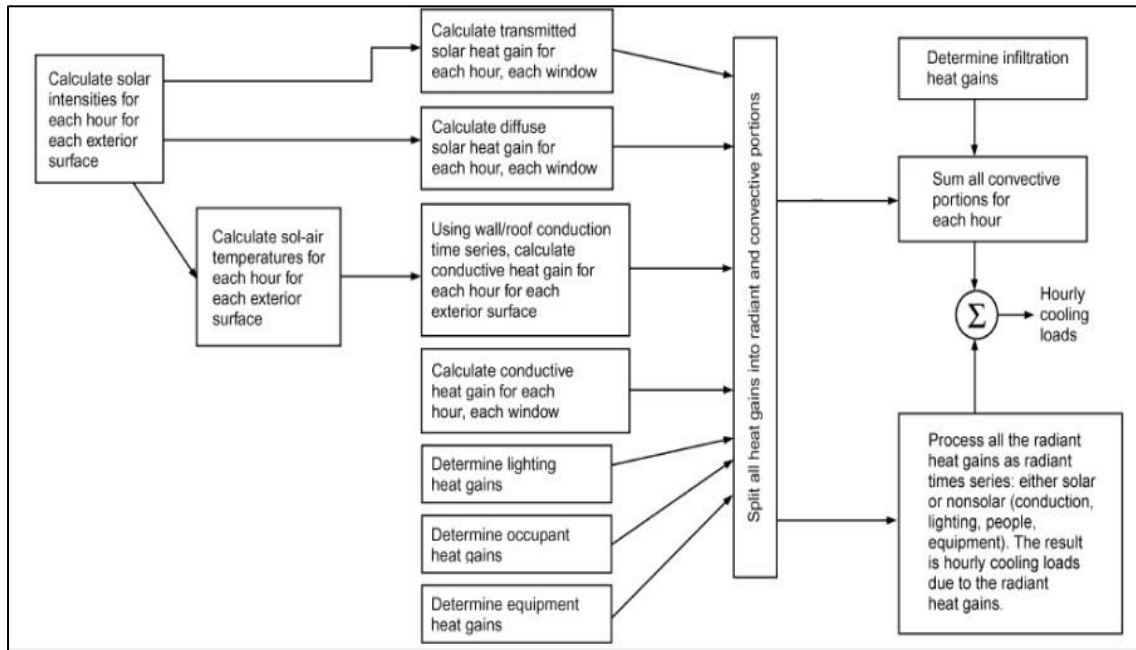 Calculate solar
intensities for
each hour for
each exterior
surface
Calculate transmitted
solar heat gain for
each hour, each window
Calculate diffuse
solar heat gain for
each hour, each window
Calculate sol-air
temperatures for
each hour for
each exterior
surface
Using wall/roof conduction
time series, calculate
conductive heat gain for
each hour for each
exterior surface
Calculate conductive
heat gain for each
hour, each window
Determine lighting
heat gains
Determine occupant
heat gains
Determine equipment
heat gains
Split all heat gains into radiant and convective portions
Determine infiltration
heat gains
Sum all convective
portions for
each hour
Σ
Hourly
cooling
loads
Process all the radiant
heat gains as radiant
times series: either solar
or nonsolar (conduction,
lighting, people,
equipment). The result
is hourly cooling loads
due to the radiant
heat gains.